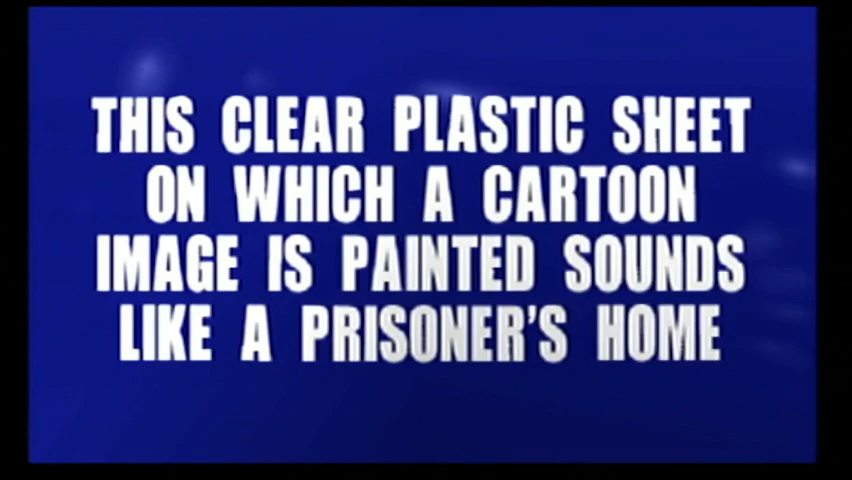 THIS CLEAR PLASTIC SHEET
ON WHICH A CARTOON
IMAGE IS PAINTED SOUNDS
LIKE A PRISONER'S HOME